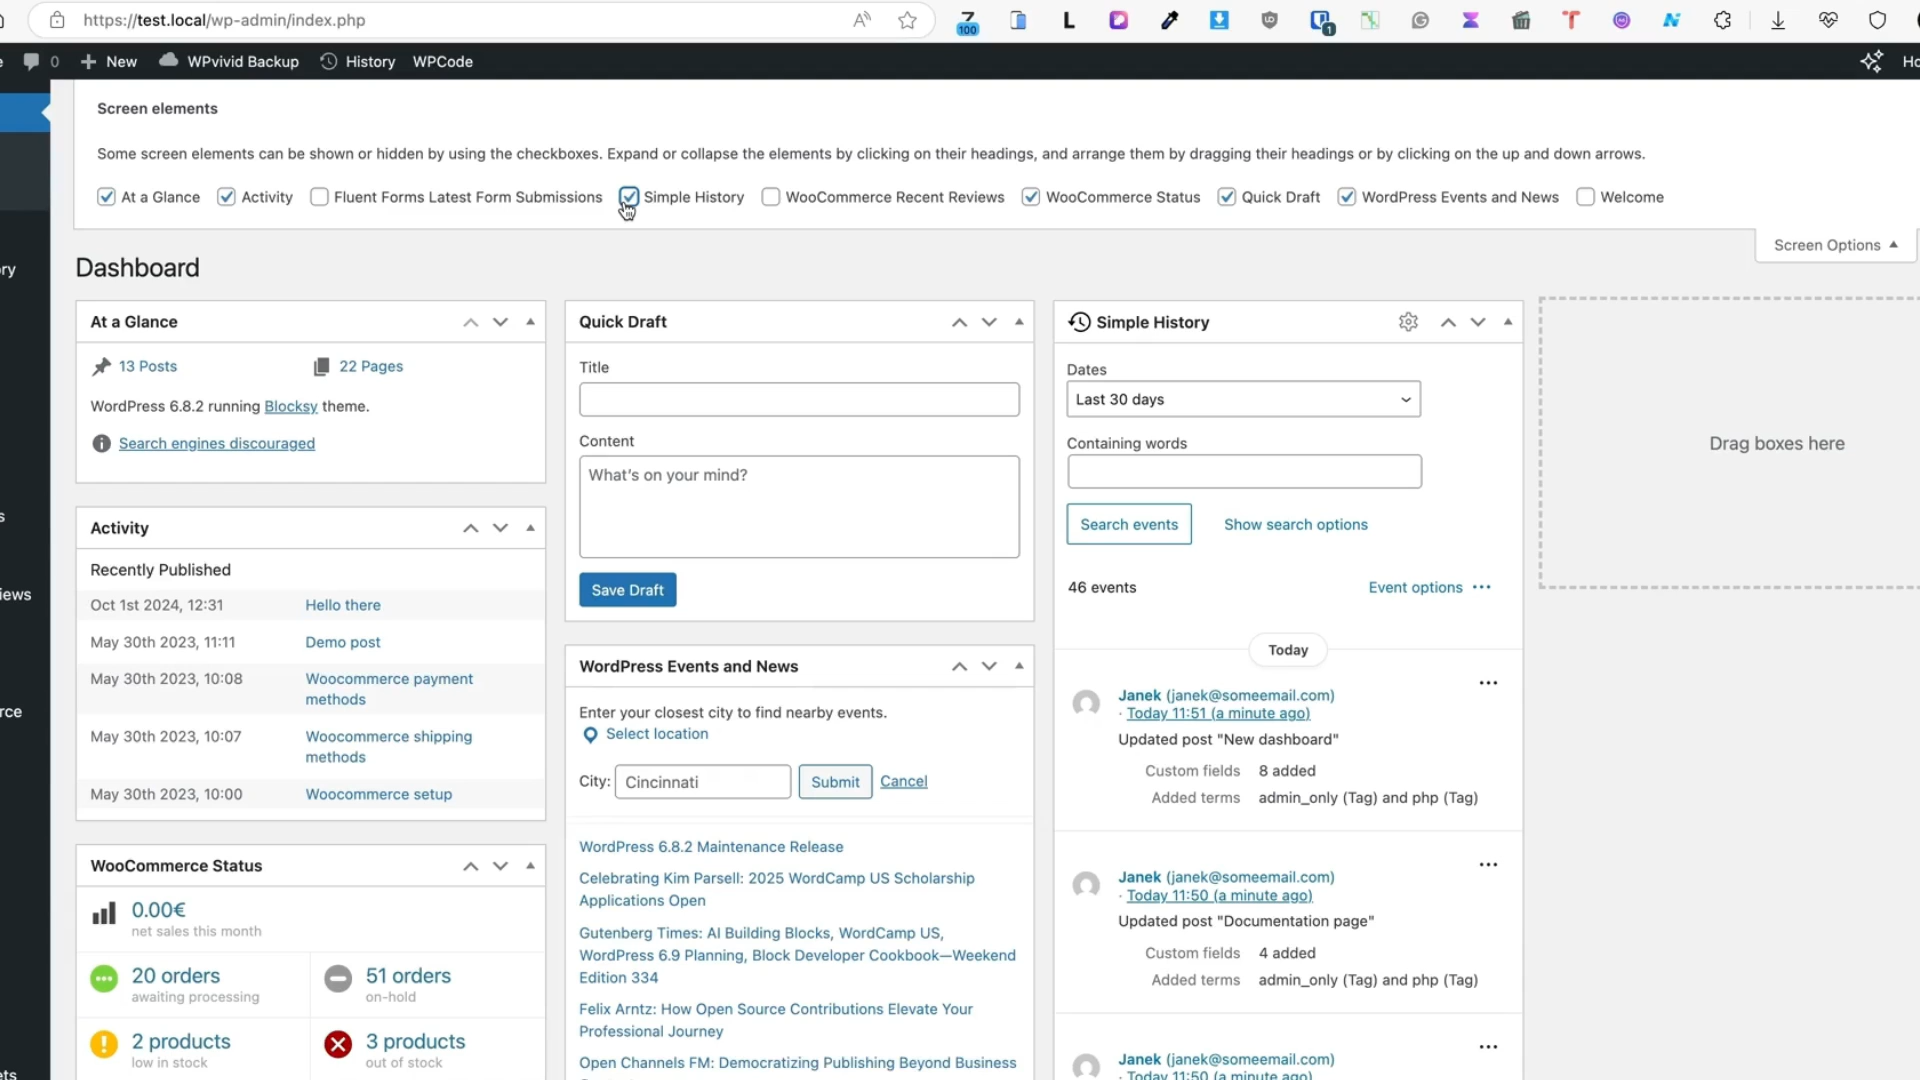 https://test.local/wp-admin/index.php
100
L
1
0
New
WPvivid Backup
History
WPCode
Screen elements
Some screen elements can be shown or hidden by using the checkboxes. Expand or collapse the elements by clicking on their headings, and arrange them by dragging their headings or by clicking on the up and down arrows.
At a Glance
Activity
Fluent Forms Latest Form Submissions
Simple History
WooCommerce Recent Reviews
WooCommerce Status
Quick Draft
WordPress Events and News
Welcome
Screen Options
Dashboard
At a Glance
13 Posts
22 Pages
WordPress 6.8.2 running Blocksy theme.
Search engines discouraged
Activity
Recently Published
Oct 1st 2024, 12:31
Hello there
May 30th 2023, 11:11
Demo post
May 30th 2023, 10:08
Woocommerce payment
methods
May 30th 2023, 10:07
Woocommerce shipping
methods
May 30th 2023, 10:00
Woocommerce setup
WooCommerce Status
0.00€
net sales this month
20 orders
awaiting processing
51 orders
on-hold
2 products
low in stock
3 products
out of stock
Quick Draft
Title
Content
What's on your mind?
Save Draft
WordPress Events and News
Enter your closest city to find nearby events.
Select location
City:
Cincinnati
Submit
Cancel
WordPress 6.8.2 Maintenance Release
Celebrating Kim Parsell: 2025 WordCamp US Scholarship
Applications Open
Gutenberg Times: AI Building Blocks, WordCamp US,
WordPress 6.9 Planning, Block Developer Cookbook—Weekend
Edition 334
Felix Arntz: How Open Source Contributions Elevate Your
Professional Journey
Open Channels FM: Democratizing Publishing Beyond Business
Simple History
Dates
Last 30 days
Containing words
Search events
Show search options
46 events
Event options
Today
Janek (janek@someemail.com)
· Today 11:51 (a minute ago)
Updated post "New dashboard"
Custom fields 8 added
Added terms admin_only (Tag) and php (Tag)
Janek (janek@someemail.com)
· Today 11:50 (a minute ago)
Updated post "Documentation page"
Custom fields 4 added
Added terms admin_only (Tag) and php (Tag)
Janek (janek@someemail.com)
Today 11:50 (a minute ago)
Drag boxes here